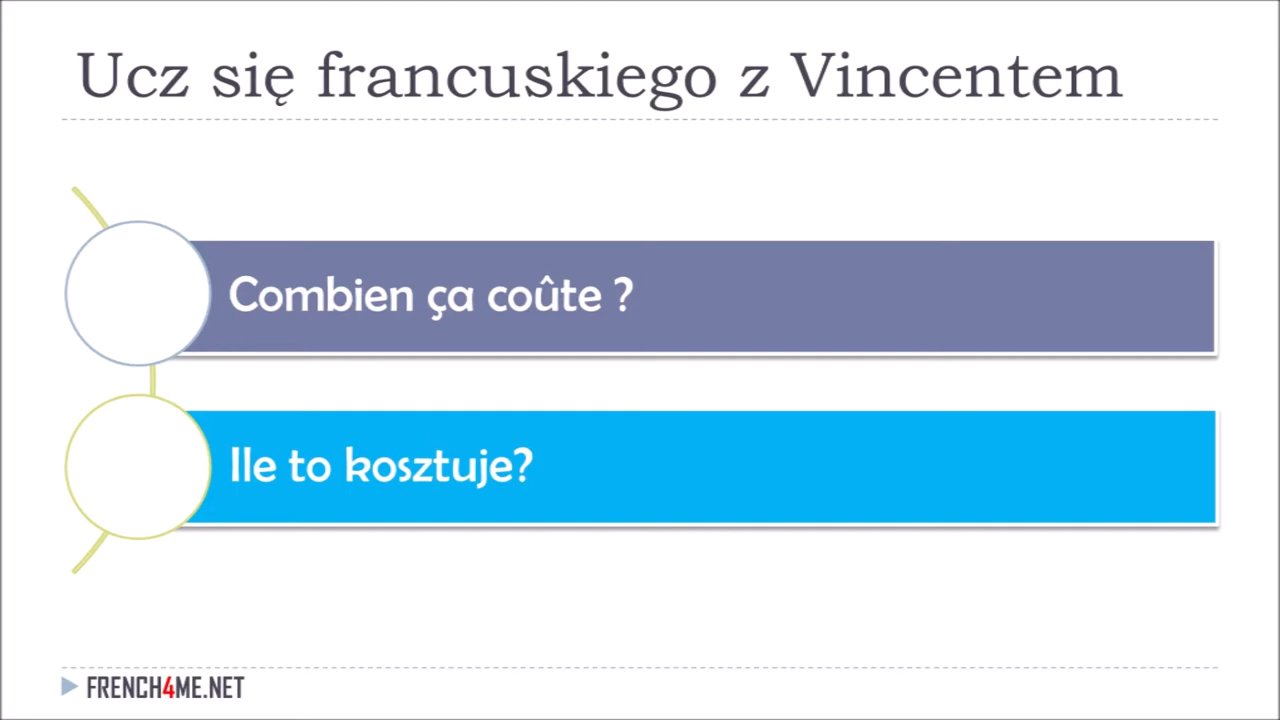 Ucz się francuskiego z Vincentem
Combien ça coûte ?
Ile to kosztuje?
FRENCH4ME.NET